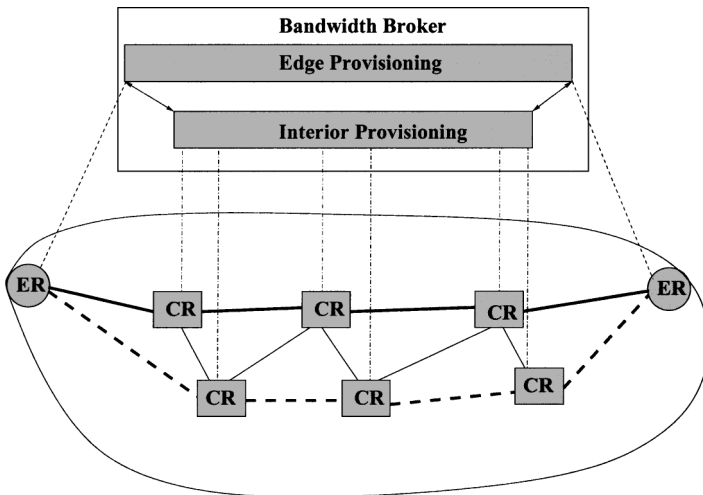 Bandwidth Broker
Edge Provisioning
Interior Provisioning
ER
ER
CR
CR
CR
CR
CR
CR